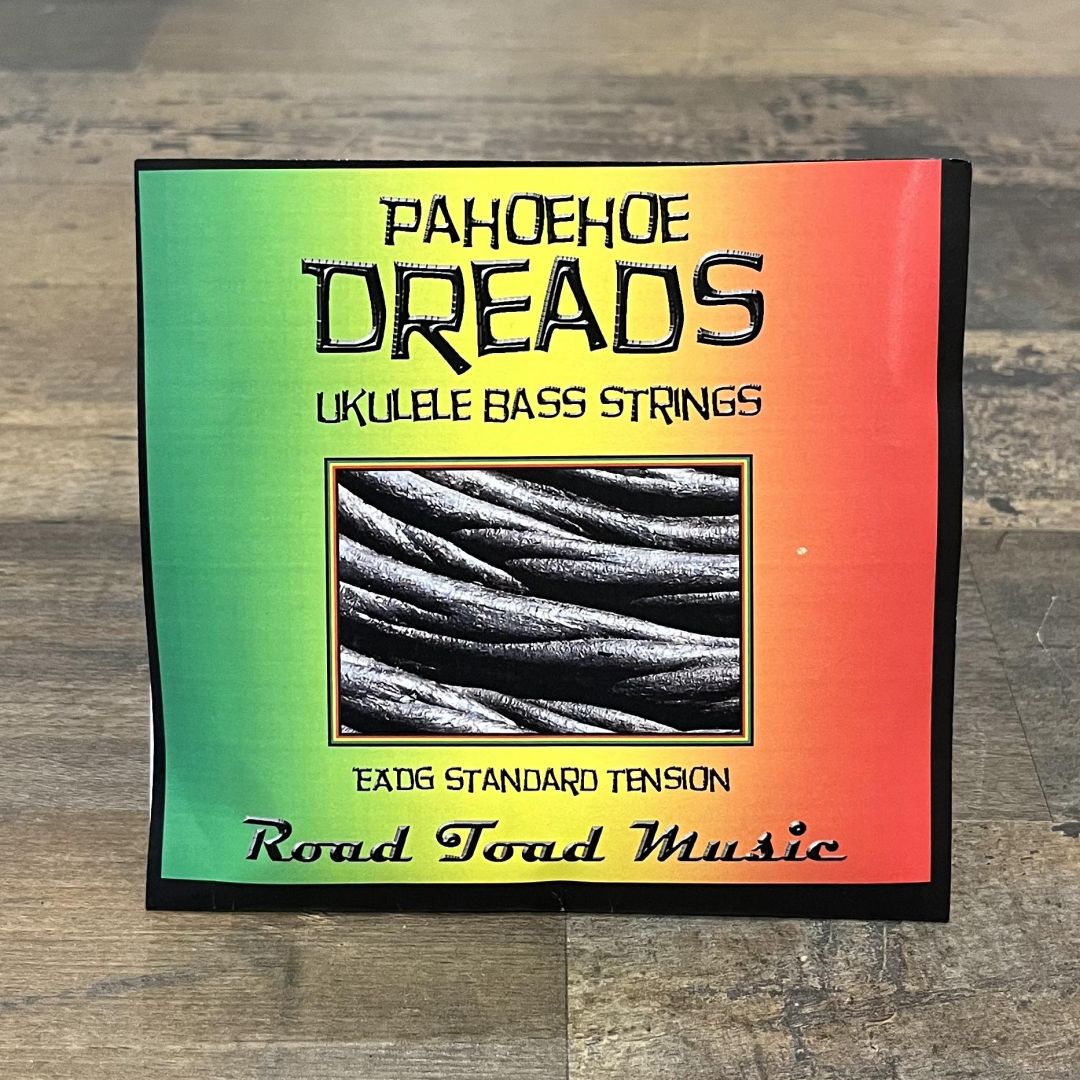 PAHOEHOE
DREADS
UKULELE BASS STRINGS
EADG STANDARD TENSION
Road Toad Music